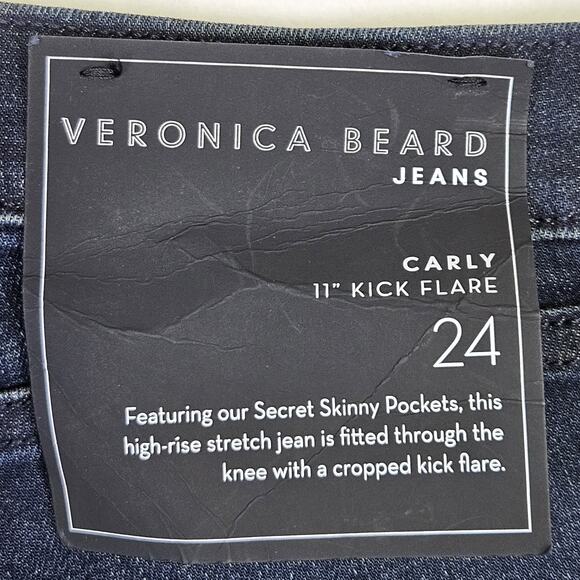 VERONICA BEARD
JEANS
CARLY
11” KICK FLARE
24
Featuring our Secret Skinny Pockets, this
high-rise stretch jean is fitted through the
knee with a cropped kick flare.